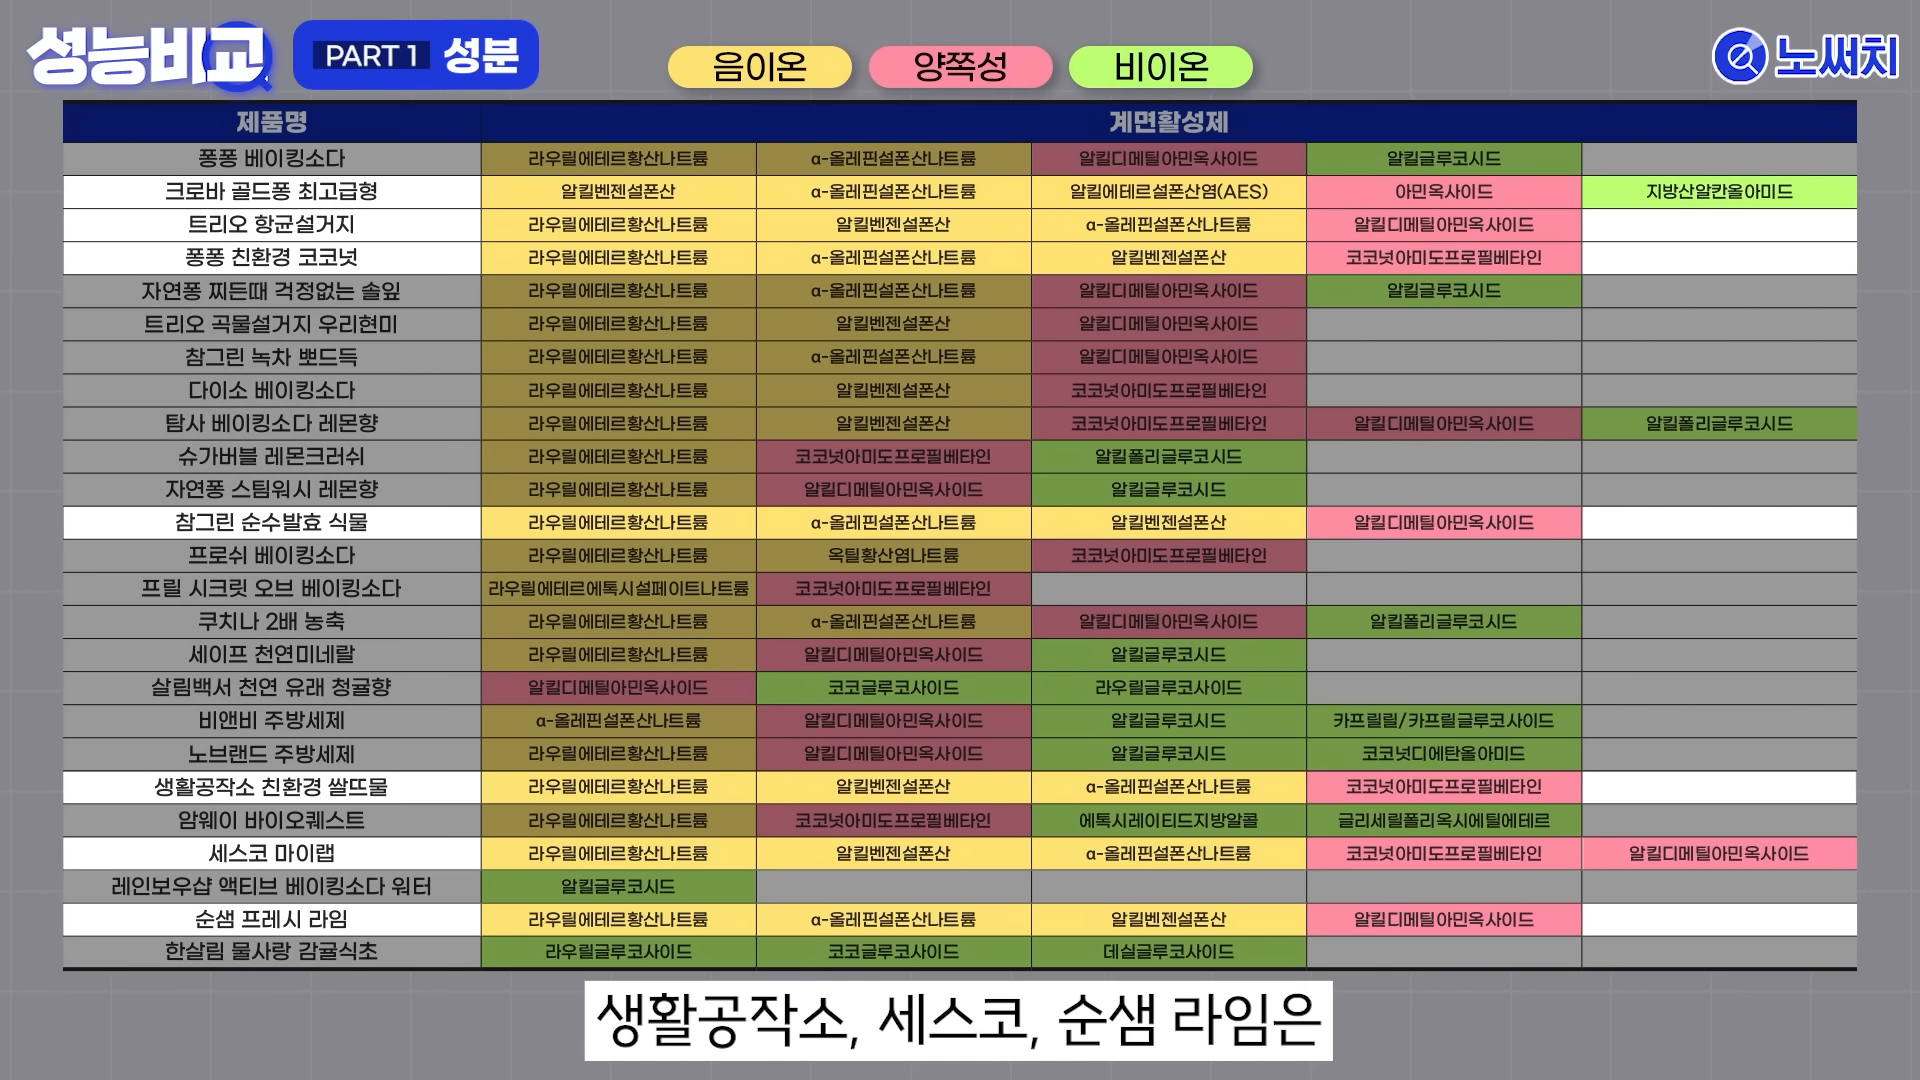 성능비교 PART 1 성분
음이온 양쪽성 비이온
노써치
제품명 계면활성제
퐁퐁 베이킹소다 라우릴에테르황산나트륨 α-올레핀설폰산나트륨 알킬디메틸아민옥사이드 알킬글루코시드
크로바 골드퐁 최고급형 알킬벤젠설폰산 α-올레핀설폰산나트륨 알킬에테르설폰산염(AES) 아민옥사이드 지방산알칸올아미드
트리오 항균설거지 라우릴에테르황산나트륨 알킬벤젠설폰산 α-올레핀설폰산나트륨 알킬디메틸아민옥사이드
퐁퐁 친환경 코코넛 라우릴에테르황산나트륨 α-올레핀설폰산나트륨 알킬벤젠설폰산 코코넛아미도프로필베타인
자연퐁 찌든때 걱정없는 솔잎 라우릴에테르황산나트륨 α-올레핀설폰산나트륨 알킬디메틸아민옥사이드 알킬글루코시드
트리오 곡물설거지 우리현미 라우릴에테르황산나트륨 알킬벤젠설폰산 알킬디메틸아민옥사이드
참그린 녹차 뽀드득 라우릴에테르황산나트륨 α-올레핀설폰산나트륨 알킬디메틸아민옥사이드
다이소 베이킹소다 라우릴에테르황산나트륨 알킬벤젠설폰산 코코넛아미도프로필베타인
탐사 베이킹소다 레몬향 라우릴에테르황산나트륨 알킬벤젠설폰산 코코넛아미도프로필베타인 알킬디메틸아민옥사이드 알킬폴리글루코시드
슈가버블 레몬크러쉬 라우릴에테르황산나트륨 코코넛아미도프로필베타인 알킬폴리글루코시드
자연퐁 스팀워시 레몬향 라우릴에테르황산나트륨 알킬디메틸아민옥사이드 알킬글루코시드
참그린 순수발효 식물 라우릴에테르황산나트륨 α-올레핀설폰산나트륨 알킬벤젠설폰산 알킬디메틸아민옥사이드
프로쉬 베이킹소다 라우릴에테르황산나트륨 옥틸황산염나트륨 코코넛아미도프로필베타인
프릴 시크릿 오브 베이킹소다 라우릴에테르에톡시설페이트나트륨 코코넛아미도프로필베타인
쿠치나 2배 농축 라우릴에테르황산나트륨 α-올레핀설폰산나트륨 알킬디메틸아민옥사이드 알킬폴리글루코시드
세이프 천연미네랄 라우릴에테르황산나트륨 알킬디메틸아민옥사이드 알킬글루코시드
살림백서 천연 유래 청귤향 알킬디메틸아민옥사이드 코코글루코사이드 라우릴글루코사이드
비앤비 주방세제 α-올레핀설폰산나트륨 알킬디메틸아민옥사이드 알킬글루코시드 카프릴릴/카프릴글루코사이드
노브랜드 주방세제 라우릴에테르황산나트륨 알킬디메틸아민옥사이드 알킬글루코시드 코코넛디에탄올아미드
생활공작소 친환경 쌀뜨물 라우릴에테르황산나트륨 알킬벤젠설폰산 α-올레핀설폰산나트륨 코코넛아미도프로필베타인
암웨이 바이오퀘스트 라우릴에테르황산나트륨 코코넛아미도프로필베타인 에톡시레이티드지방알콜 글리세릴폴리옥시에틸에테르
세스코 마이랩 라우릴에테르황산나트륨 알킬벤젠설폰산 α-올레핀설폰산나트륨 코코넛아미도프로필베타인 알킬디메틸아민옥사이드
레인보우샵 액티브 베이킹소다 워터 알킬글루코시드
순샘 프레시 라임 라우릴에테르황산나트륨 α-올레핀설폰산나트륨 알킬벤젠설폰산 알킬디메틸아민옥사이드
한살림 물사랑 감귤식초 라우릴글루코사이드 코코글루코사이드 데실글루코사이드
생활공작소, 세스코, 순샘 라임은